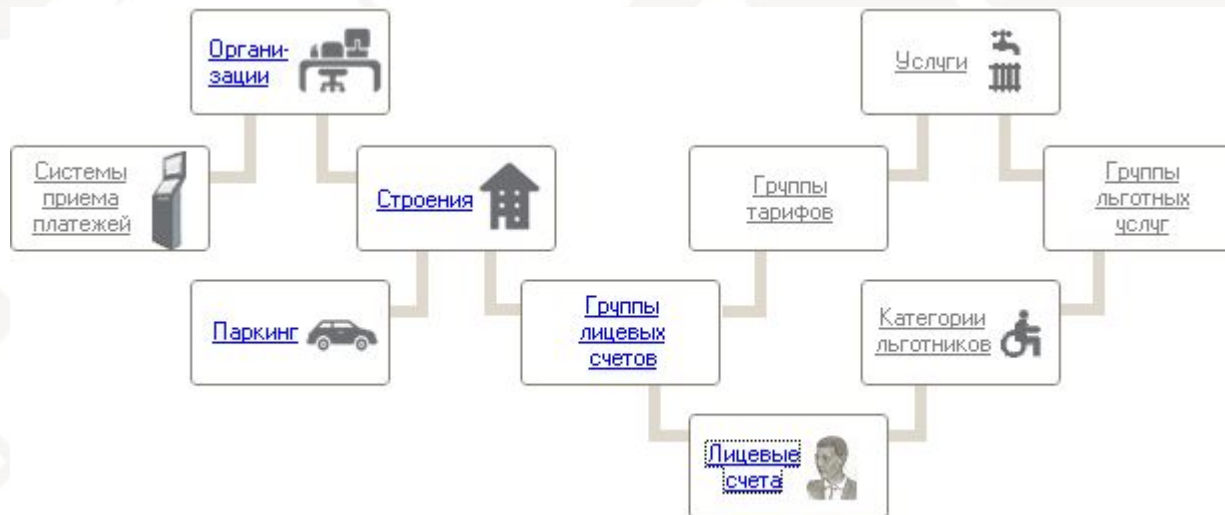 Органи-
зации
Услуги
Системы
приема
платежей
Строения
Группы
тарифов
Группы
льготных
услуг
Паркинг
Группы
лицевых
счетов
Категории
льготников
Лицевые
счета